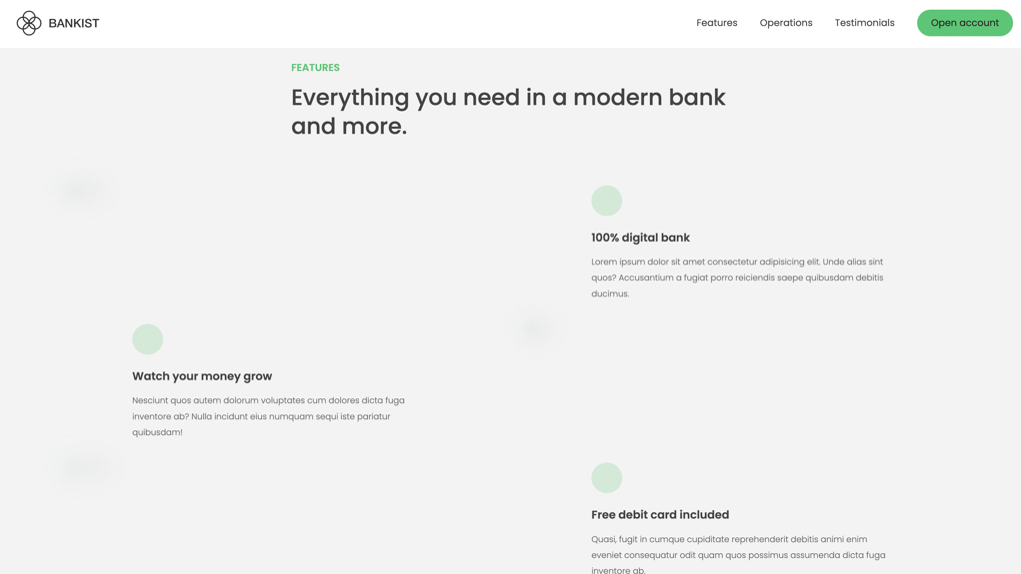 BANKIST
Features
Operations
Testimonials
Open account
FEATURES
Everything you need in a modern bank
and more.
100% digital bank
Lorem ipsum dolor sit amet consectetur adipisicing elit. Unde alias sint
quos? Accusantium a fugiat porro reiciendis saepe quibusdam debitis
ducimus.
Watch your money grow
Nesciunt quos autem dolorum voluptates cum dolores dicta fuga
inventore ab? Nulla incidunt eius numquam sequi iste pariatur
quibusdam!
Free debit card included
Quasi, fugit in cumque cupiditate reprehenderit debitis animi enim
eveniet consequatur odit quam quos possimus assumenda dicta fuga
inventore ab.